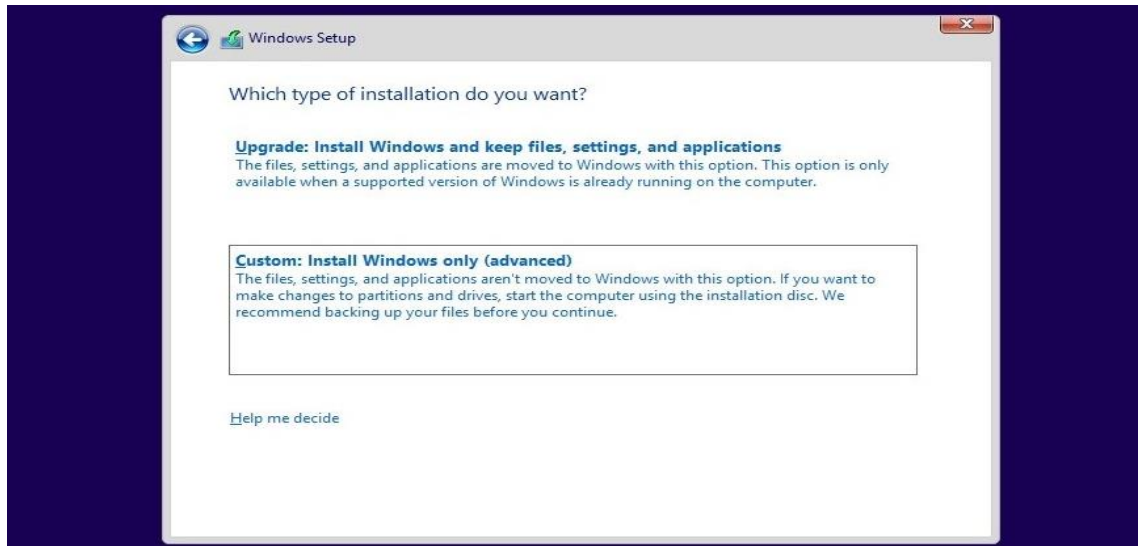 Windows Setup
Which type of installation do you want?
Upgrade: Install Windows and keep files, settings, and applications
The files, settings, and applications are moved to Windows with this option. This option is only
available when a supported version of Windows is already running on the computer.
Custom: Install Windows only (advanced)
The files, settings, and applications aren't moved to Windows with this option. If you want to
make changes to partitions and drives, start the computer using the installation disc. We
recommend backing up your files before you continue.
Help me decide